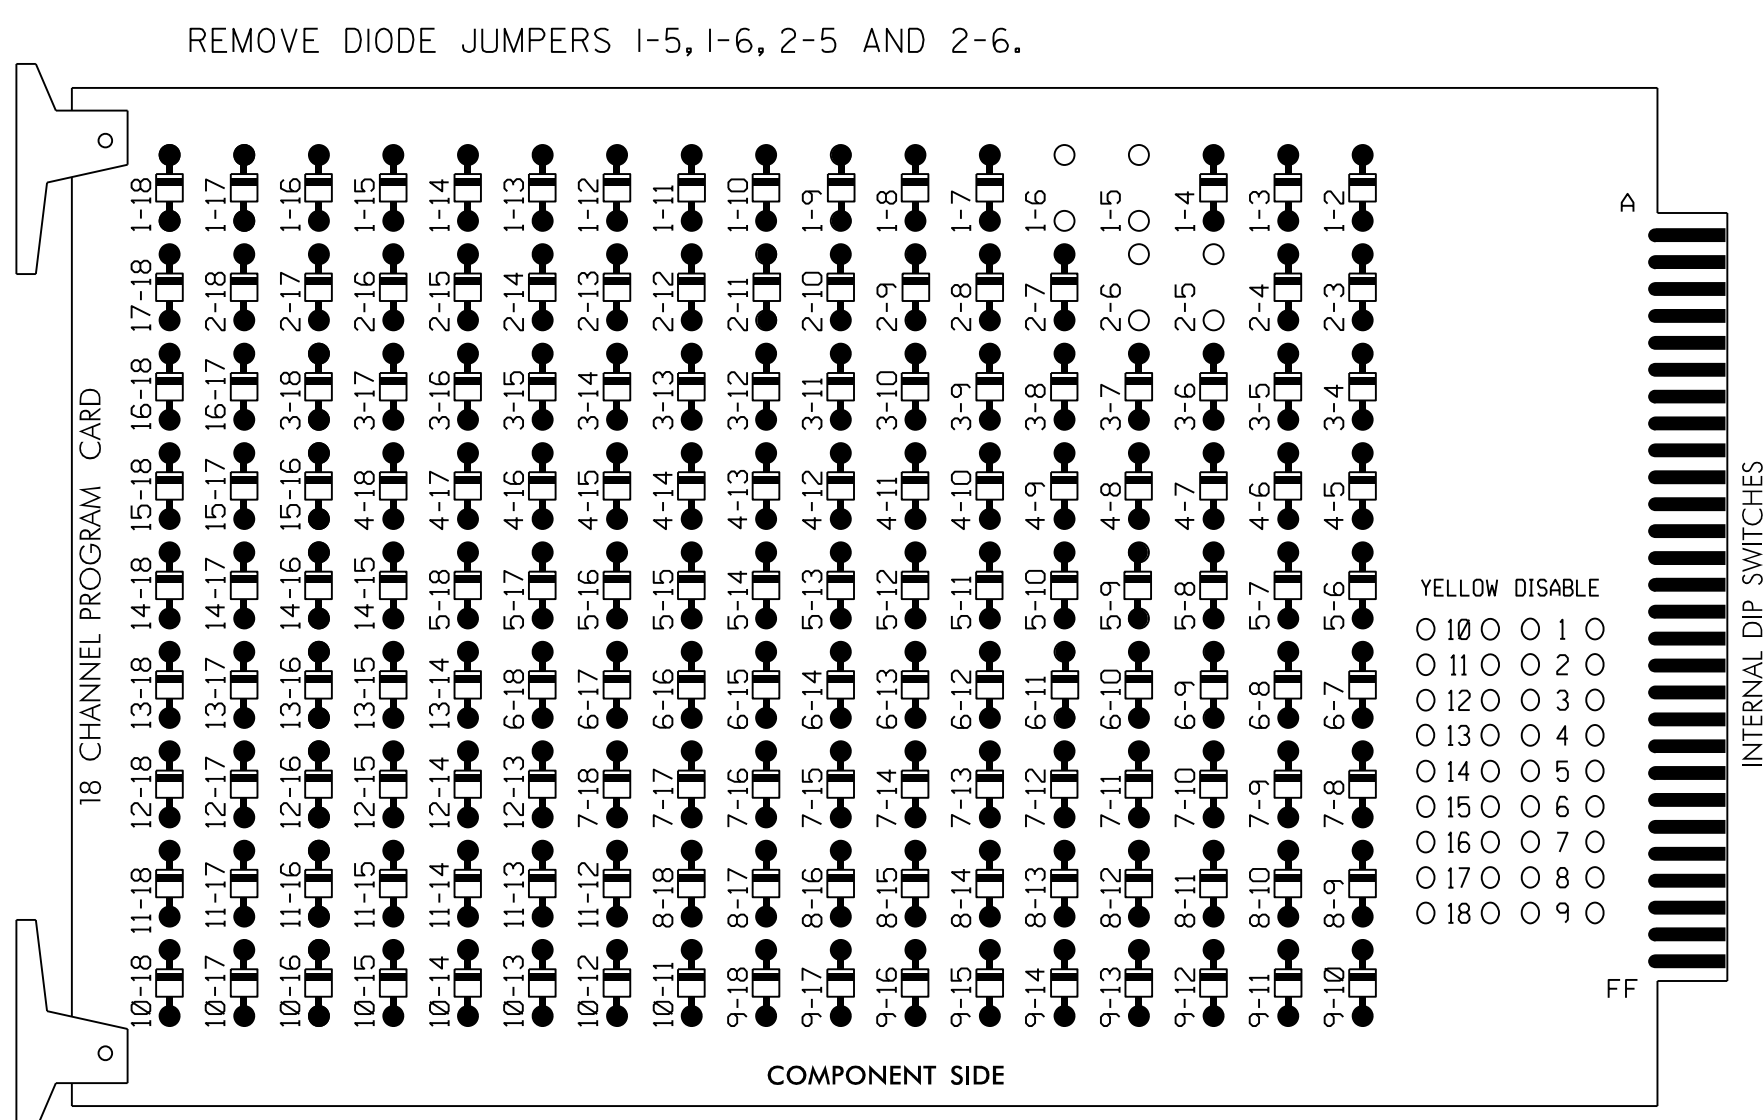 REMOVE DIODE JUMPERS 1-5, 1-6, 2-5 AND 2-6.
1-18 1-17 1-16 1-15 1-14 1-13 1-12 1-11 1-10 1-9 1-8 1-7 1-6 1-5 1-4 1-3 1-2
17-18 2-18 2-17 2-16 2-15 2-14 2-13 2-12 2-11 2-10 2-9 2-8 2-7 2-6 2-5 2-4 2-3
16-18 16-17 3-18 3-17 3-16 3-15 3-14 3-13 3-12 3-11 3-10 3-9 3-8 3-7 3-6 3-5 3-4
15-18 15-17 15-16 4-18 4-17 4-16 4-15 4-14 4-13 4-12 4-11 4-10 4-9 4-8 4-7 4-6 4-5
14-18 14-17 14-16 14-15 5-18 5-17 5-16 5-15 5-14 5-13 5-12 5-11 5-10 5-9 5-8 5-7 5-6
13-18 13-17 13-16 13-15 13-14 6-18 6-17 6-16 6-15 6-14 6-13 6-12 6-11 6-10 6-9 6-8 6-7
12-18 12-17 12-16 12-15 12-14 12-13 7-18 7-17 7-16 7-15 7-14 7-13 7-12 7-11 7-10 7-9 7-8
11-18 11-17 11-16 11-15 11-14 11-13 11-12 8-18 8-17 8-16 8-15 8-14 8-13 8-12 8-11 8-10 8-9
10-18 10-17 10-16 10-15 10-14 10-13 10-12 10-11 9-18 9-17 9-16 9-15 9-14 9-13 9-12 9-11 9-10
18 CHANNEL PROGRAM CARD
A
YELLOW DISABLE
10 1
11 2
12 3
13 4
14 5
15 6
16 7
17 8
18 9
FF
INTERNAL DIP SWITCHES
COMPONENT SIDE